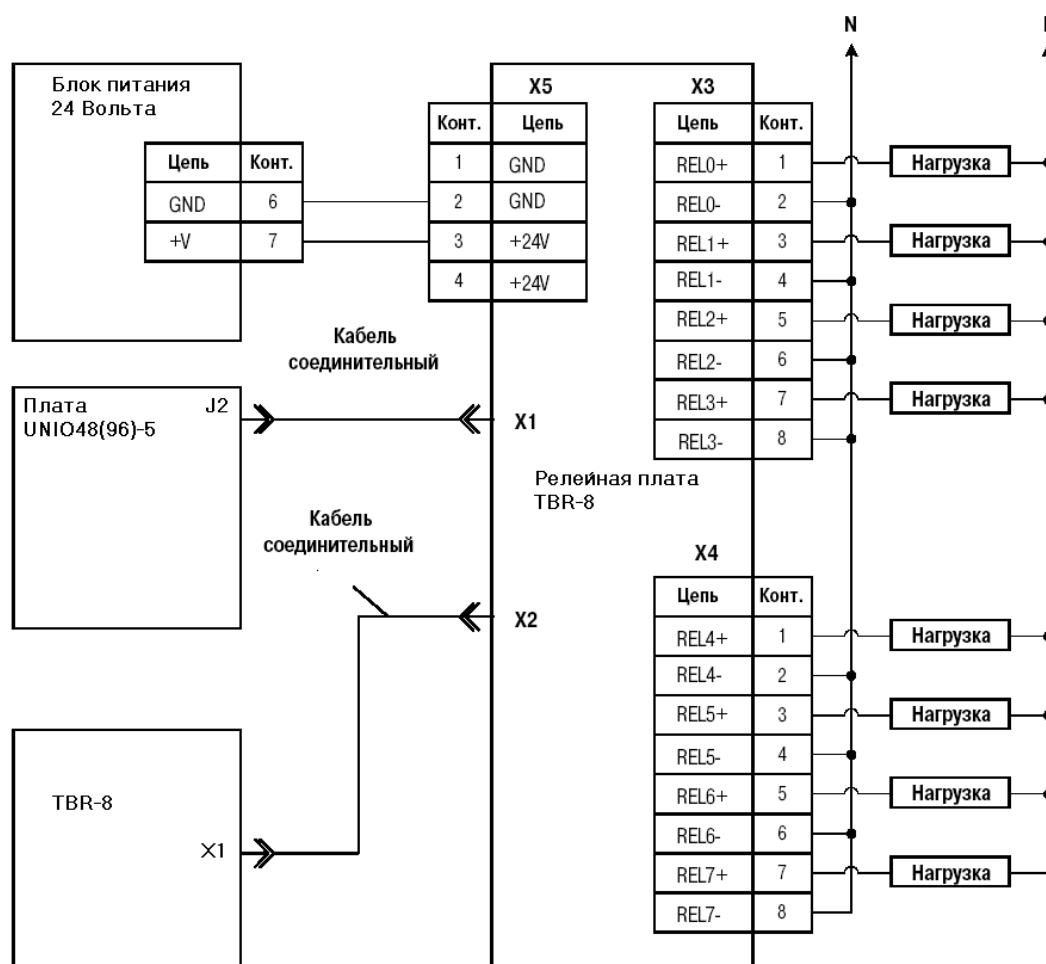 N
Блок питания
24 Вольта
X5
X3
Конт. Цепь
Цепь Конт.
Цепь Конт.
1 GND
REL0+ 1 Нагрузка
GND 6
2 GND
REL0- 2
+V 7
3 +24V
REL1+ 3 Нагрузка
4 +24V
REL1- 4
REL2+ 5 Нагрузка
Кабель
соединительный
REL2- 6
REL3+ 7 Нагрузка
Плата J2
UNIO48(96)-5
X1
REL3- 8
Релейная плата
TBR-8
Кабель
соединительный
X4
Цепь Конт.
X2
REL4+ 1 Нагрузка
REL4- 2
REL5+ 3 Нагрузка
REL5- 4
TBR-8
REL6+ 5 Нагрузка
REL6- 6
X1
REL7+ 7 Нагрузка
REL7- 8